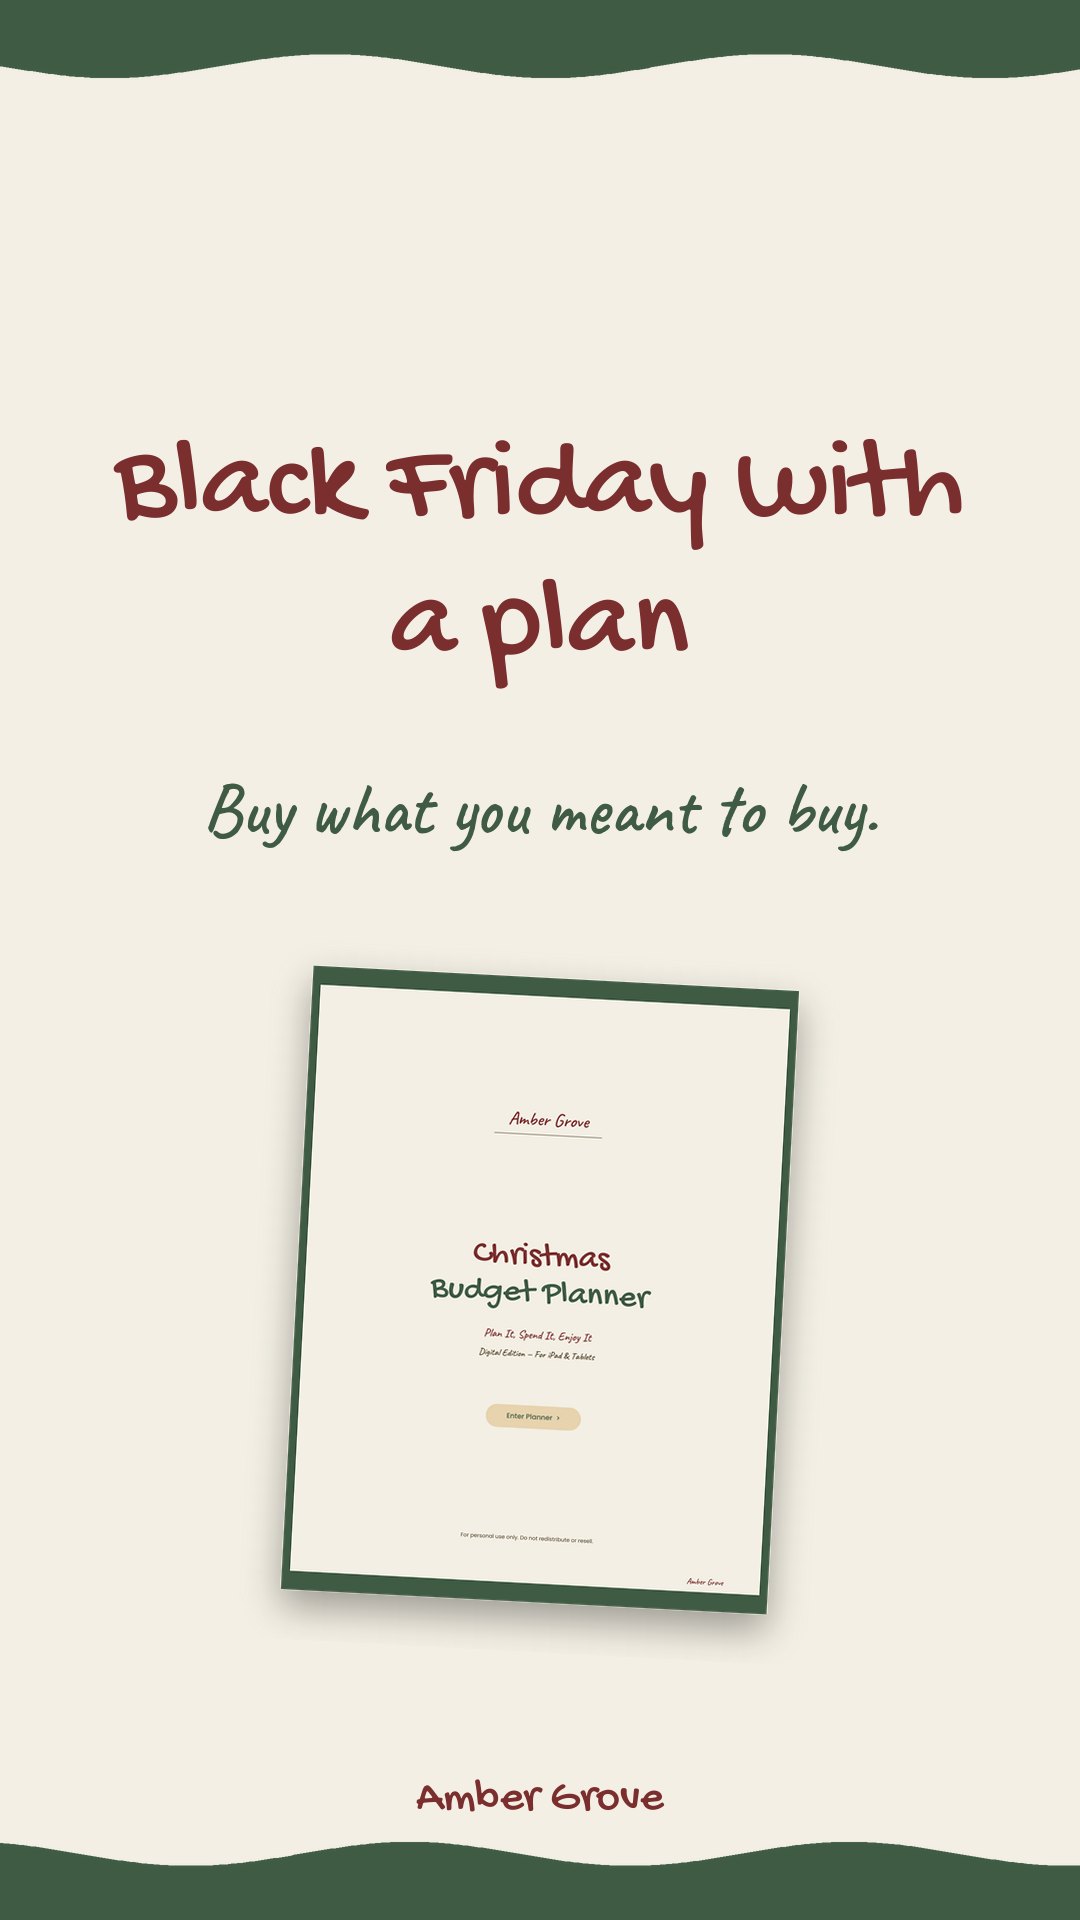 Black Friday with
a plan
Buy what you meant to buy.
Amber Grove
Christmas
Budget Planner
Plan It, Spend It, Enjoy It
Digital Edition – For iPad & Tablets
Enter Planner >
For personal use only. Do not redistribute or resell.
Amber Grove
Amber Grove